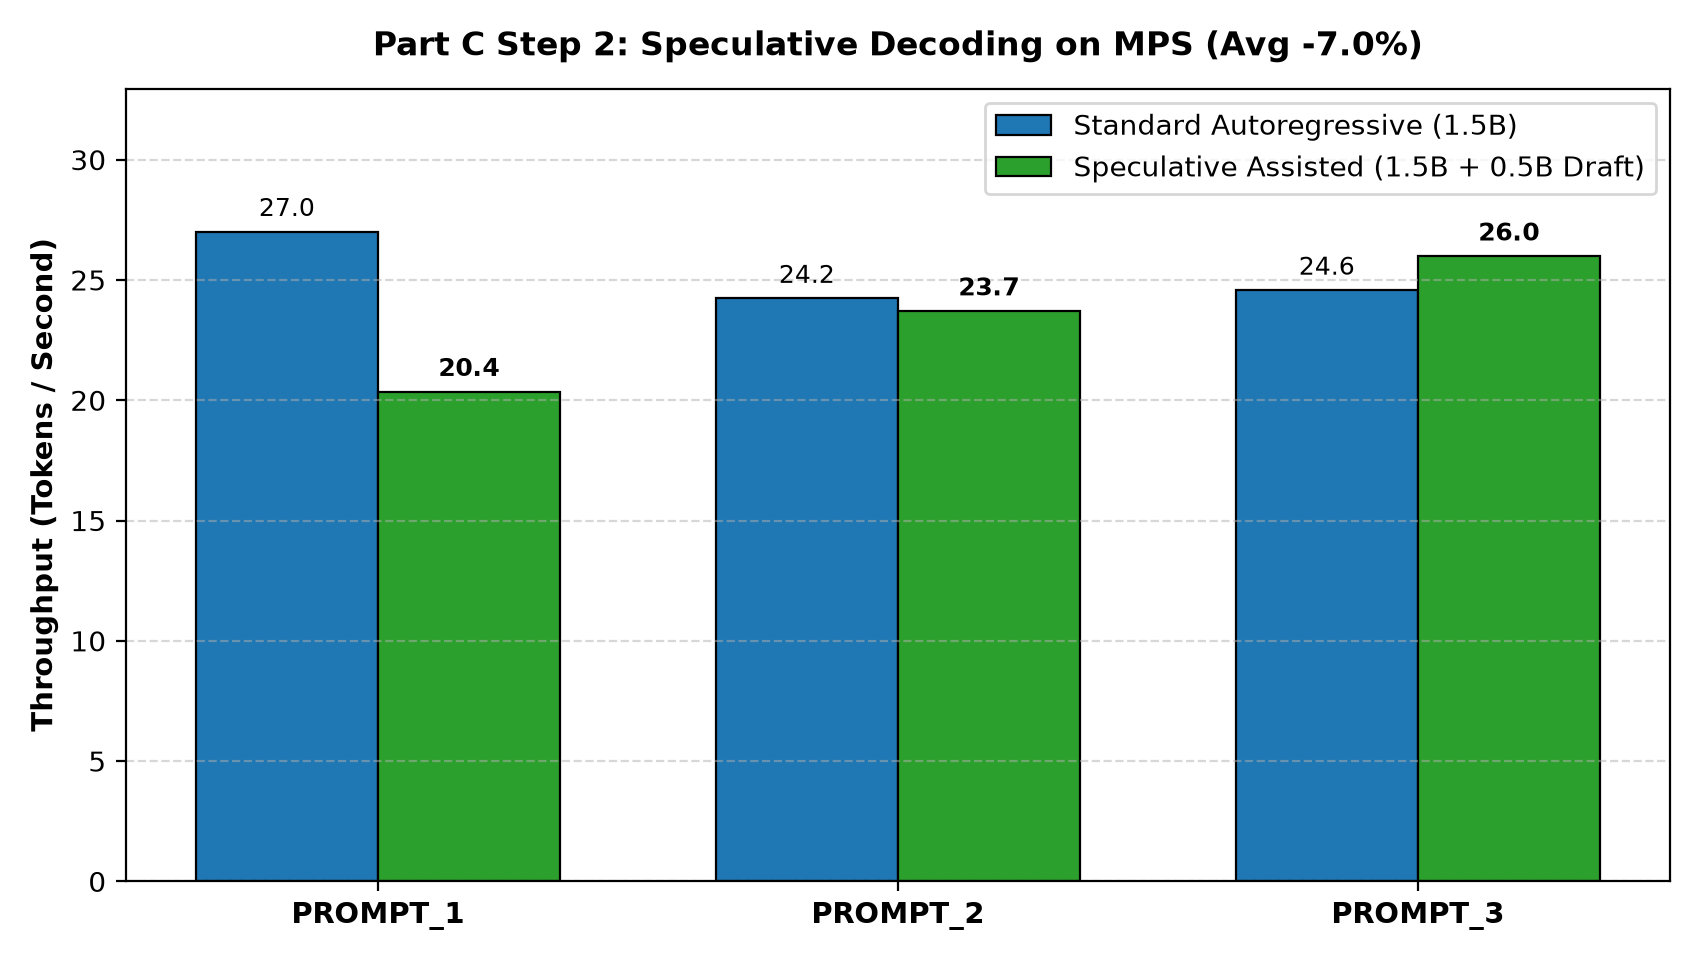 Part C Step 2: Speculative Decoding on MPS (Avg -7.0%)
Standard Autoregressive (1.5B)
Speculative Assisted (1.5B + 0.5B Draft)
Throughput (Tokens / Second)
30
25
20
15
10
5
0
27.0
20.4
24.2
23.7
24.6
26.0
PROMPT_1
PROMPT_2
PROMPT_3